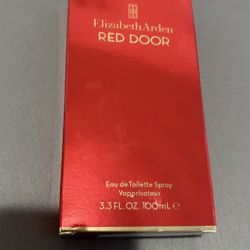 Elizabeth Arden
RED DOOR
Eau de Toilette Spray
Vaporisateur
3.3 FL.OZ. 100mL ℮